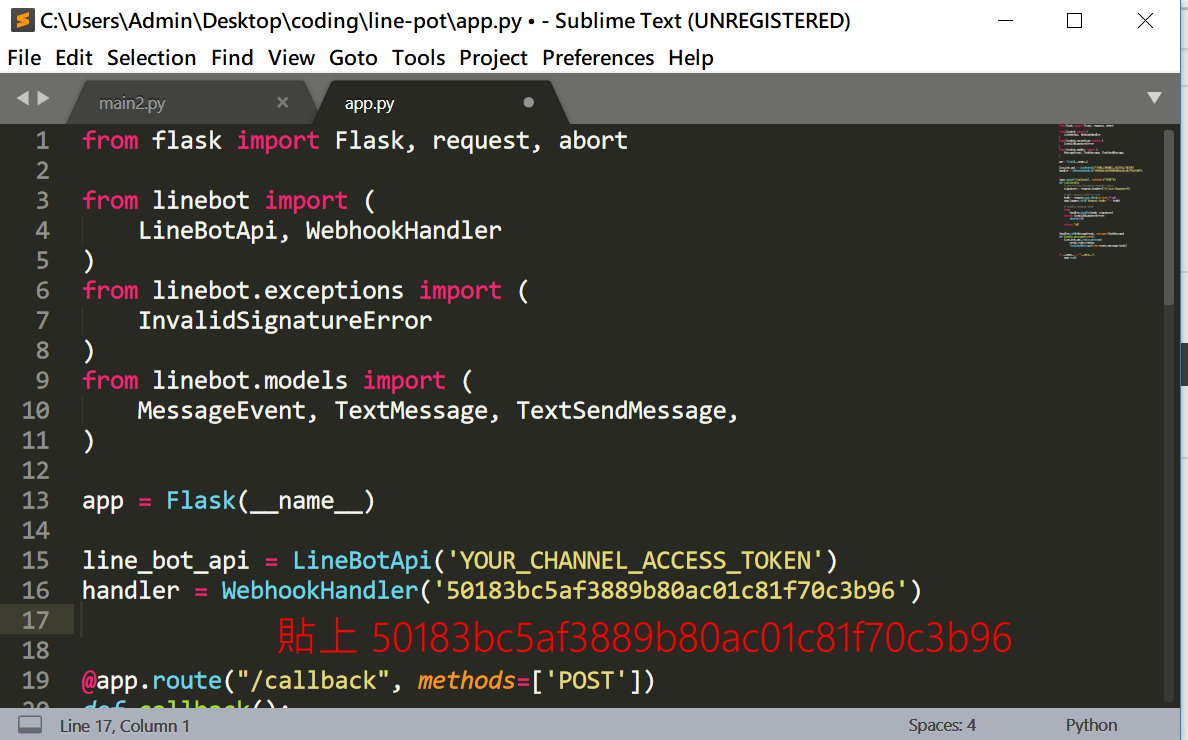 C:\Users\Admin\Desktop\coding\line-pot\app.py • - Sublime Text (UNREGISTERED)
File Edit Selection Find View Goto Tools Project Preferences Help
main2.py app.py
1 from flask import Flask, request, abort
2
3 from linebot import (
4     LineBotApi, WebhookHandler
5 )
6 from linebot.exceptions import (
7     InvalidSignatureError
8 )
9 from linebot.models import (
10     MessageEvent, TextMessage, TextSendMessage,
11 )
12
13 app = Flask(__name__)
14
15 line_bot_api = LineBotApi('YOUR_CHANNEL_ACCESS_TOKEN')
16 handler = WebhookHandler('50183bc5af3889b80ac01c81f70c3b96')
17
貼上 50183bc5af3889b80ac01c81f70c3b96
18
19 @app.route("/callback", methods=['POST'])
20 def callback():
Line 17, Column 1 Spaces: 4 Python